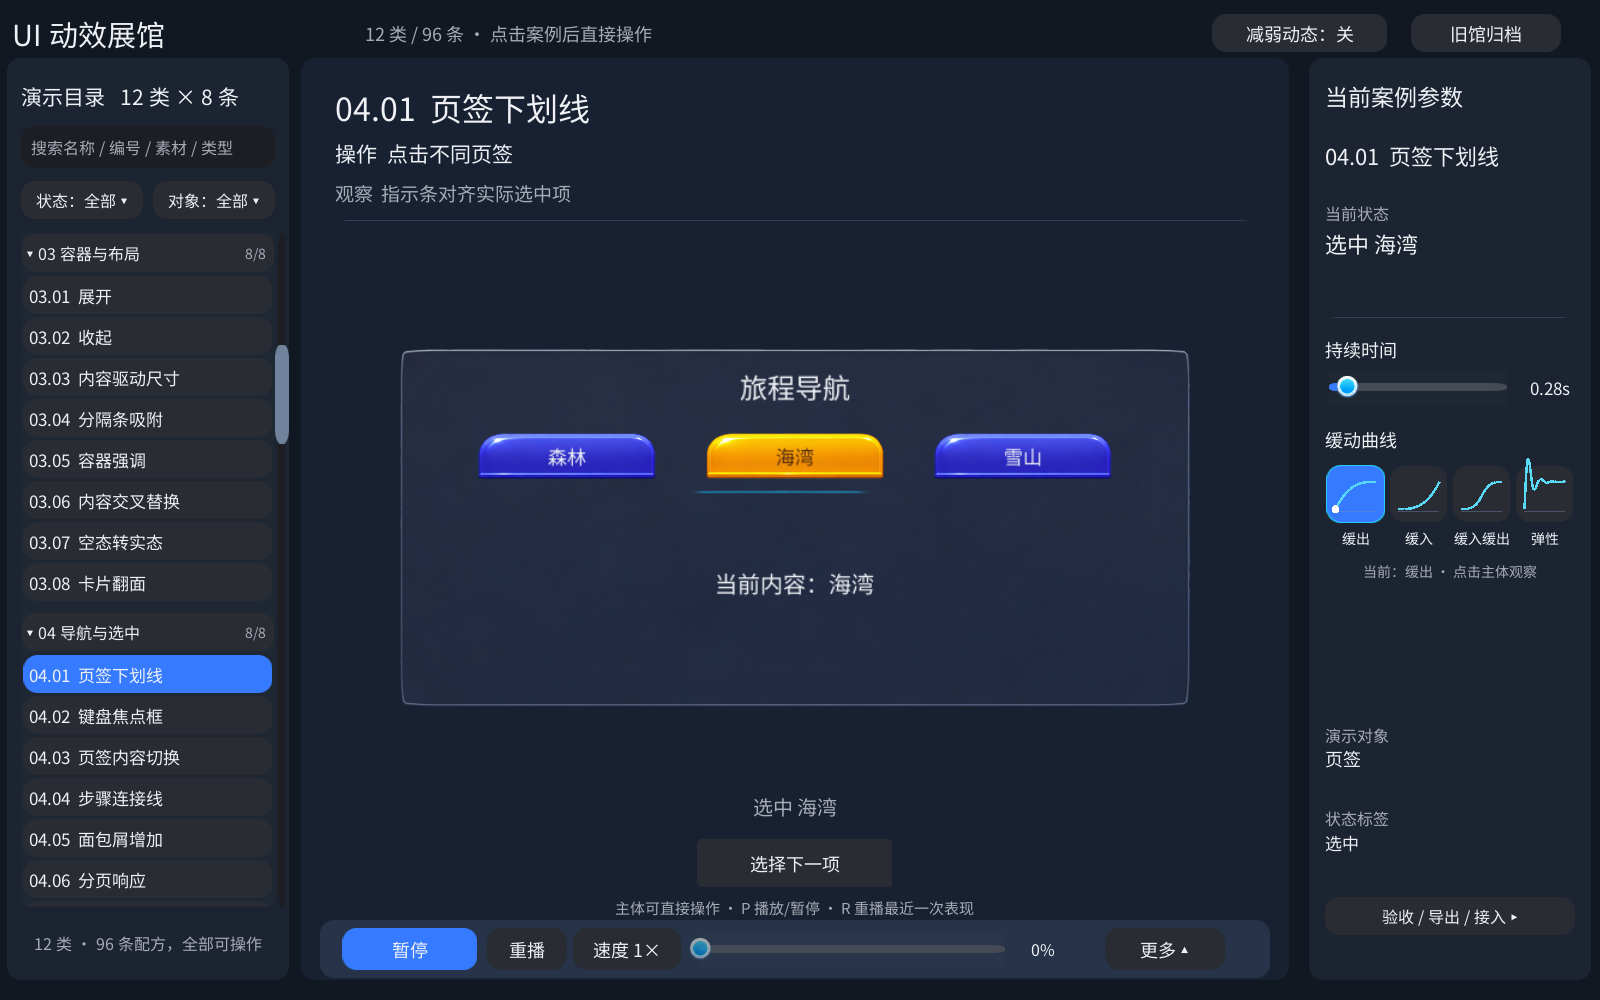 UI 动效展馆
12 类 / 96 条 · 点击案例后直接操作
减弱动态：关
旧馆归档
演示目录 12 类 × 8 条
搜索名称 / 编号 / 素材 / 类型
状态：全部 ▾
对象：全部 ▾
▾ 03 容器与布局 8/8
03.01 展开
03.02 收起
03.03 内容驱动尺寸
03.04 分隔条吸附
03.05 容器强调
03.06 内容交叉替换
03.07 空态转实态
03.08 卡片翻面
▾ 04 导航与选中 8/8
04.01 页签下划线
04.02 键盘焦点框
04.03 页签内容切换
04.04 步骤连接线
04.05 面包屑增加
04.06 分页响应
12 类 · 96 条配方，全部可操作
04.01 页签下划线
操作 点击不同页签
观察 指示条对齐实际选中项
旅程导航
森林
海湾
雪山
当前内容：海湾
选中 海湾
选择下一项
主体可直接操作 · P 播放/暂停 · R 重播最近一次表现
暂停
重播
速度 1×
0%
更多 ▴
当前案例参数
04.01 页签下划线
当前状态
选中 海湾
持续时间
0.28s
缓动曲线
缓出
缓入
缓入缓出
弹性
当前：缓出 · 点击主体观察
演示对象
页签
状态标签
选中
验收 / 导出 / 接入 ▸